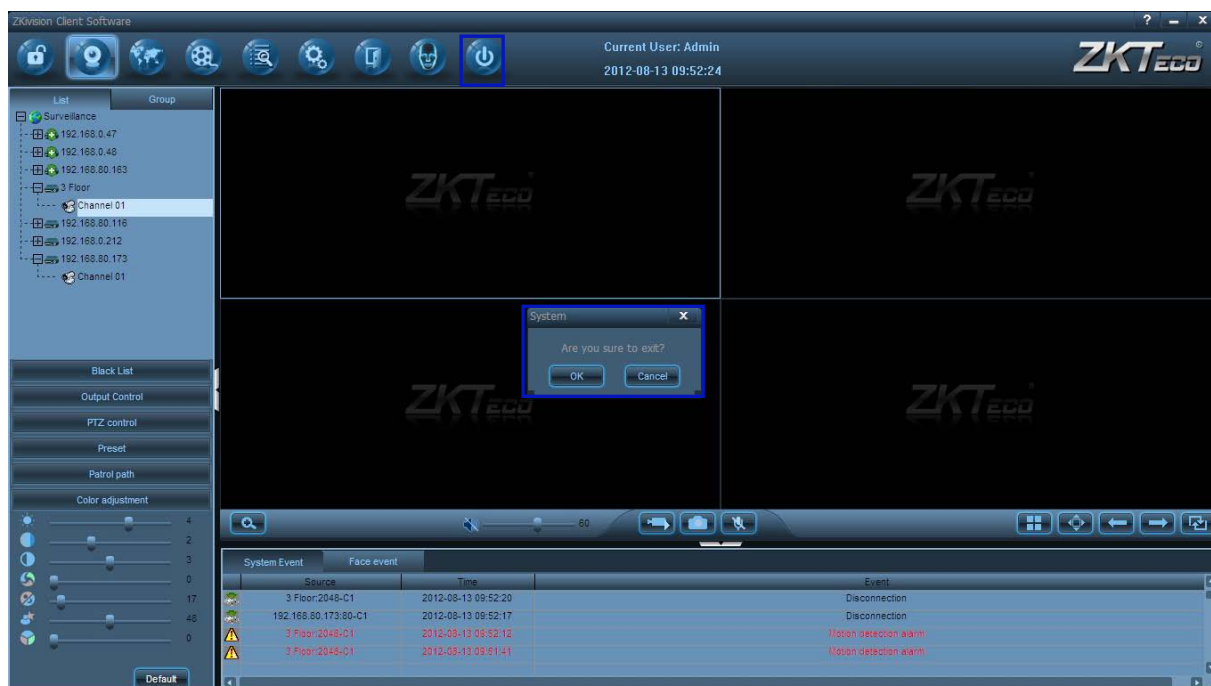 ZKivision Client Software
? – x
Current User: Admin
2012-08-13 09:52:24
ZKTeco
®
List Group
Surveillance
192.168.0.47
192.168.0.48
192.168.80.163
3 Floor
Channel 01
192.168.80.116
192.168.0.212
192.168.80.173
Channel 01
ZKTeco
ZKTeco
ZKTeco
ZKTeco
System x
Are you sure to exit?
OK Cancel
Black List
Output Control
PTZ control
Preset
Patrol path
Color adjustment
4
2
3
0
17
48
0
Default
60
System Event Face event
Source Time Event
3 Floor:2048-C1 2012-08-13 09:52:20 Disconnection
192.168.80.173:80-C1 2012-08-13 09:52:17 Disconnection
3 Floor:2048-C1 2012-08-13 09:52:12 Motion detection alarm
3 Floor:2048-C1 2012-08-13 09:51:41 Motion detection alarm